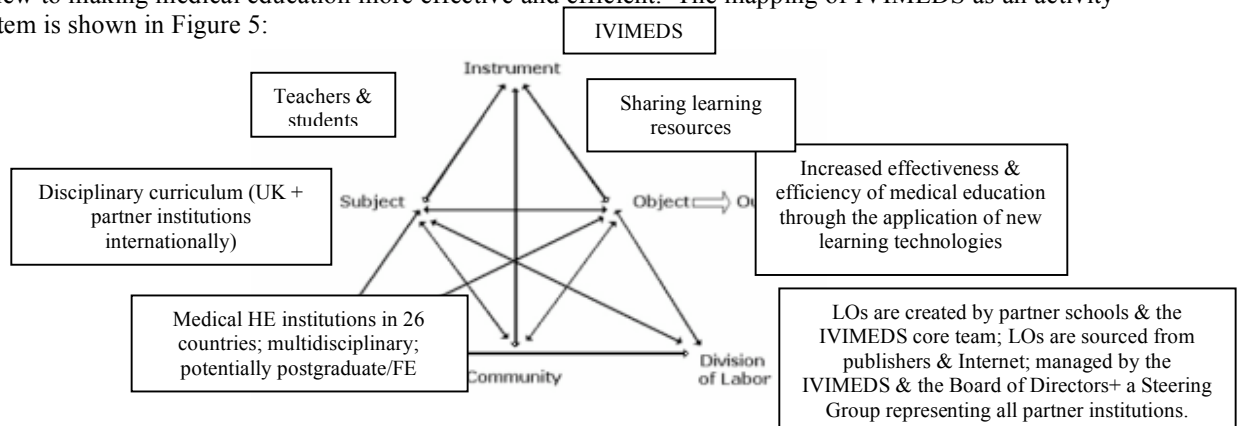 to making medical education more effective and efficient. The mapping of IVIMEDS as an activity
tem is shown in Figure 5:
IVIMEDS
Instrument
Teachers &
students
Sharing learning
resources
Disciplinary curriculum (UK +
partner institutions
internationally)
Subject
Object
Increased effectiveness &
efficiency of medical education
through the application of new
learning technologies
Medical HE institutions in 26
countries; multidisciplinary;
potentially postgraduate/FE
Community
Division
of Labor
LOs are created by partner schools & the
IVIMEDS core team; LOs are sourced from
publishers & Internet; managed by the
IVIMEDS & the Board of Directors+ a Steering
Group representing all partner institutions.